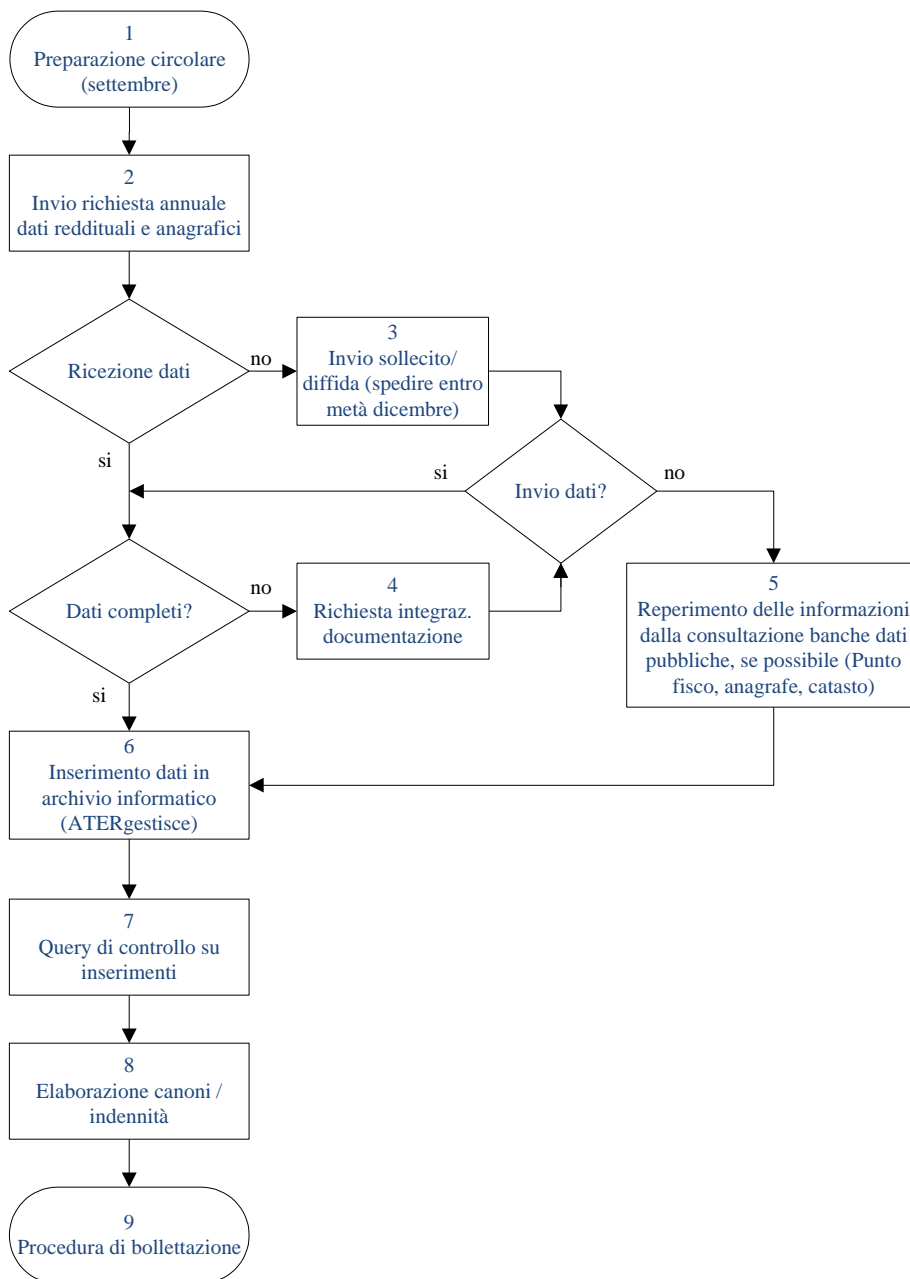 1
Preparazione circolare
(settembre)
2
Invio richiesta annuale
dati reddituali e anagrafici
Ricezione dati
no
3
Invio sollecito/
diffida (spedire entro
metà dicembre)
si
si
Invio dati?
no
Dati completi?
no
4
Richiesta integraz.
documentazione
5
Reperimento delle informazioni
dalla consultazione banche dati
pubbliche, se possibile (Punto
fisco, anagrafe, catasto)
si
6
Inserimento dati in
archivio informatico
(ATERgestisce)
7
Query di controllo su
inserimenti
8
Elaborazione canoni /
indennità
9
Procedura di bollettazione